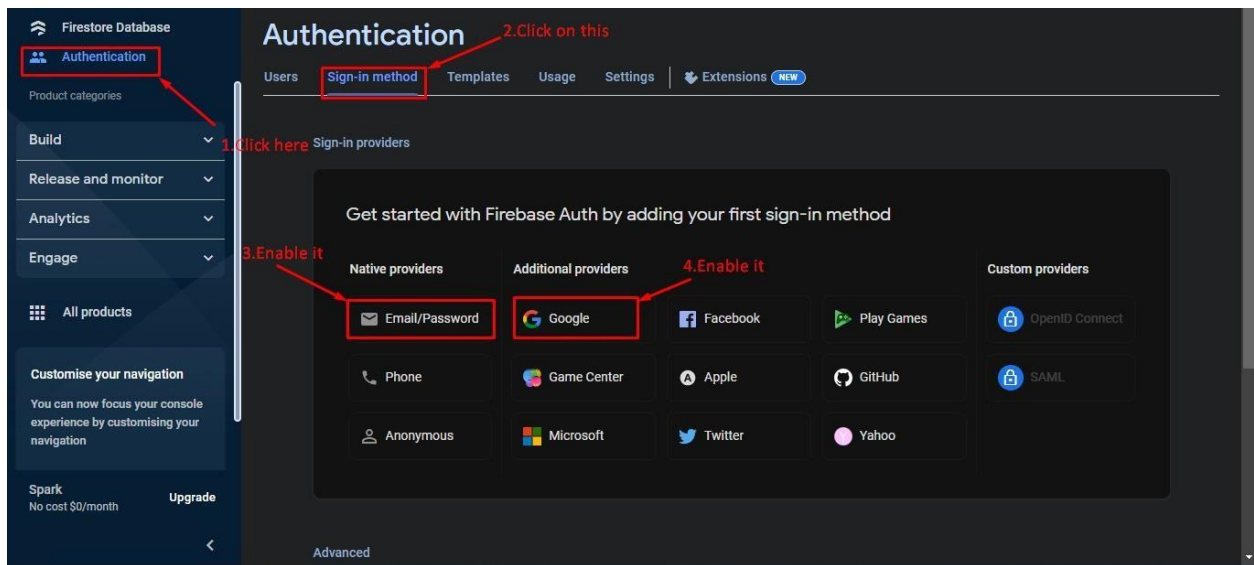 Firestore Database
Authentication
Product categories
Build
Release and monitor
Analytics
Engage
All products
Customise your navigation
You can now focus your console
experience by customising your
navigation
Spark
No cost $0/month
Upgrade
Authentication
2.Click on this
Users Sign-in method Templates Usage Settings Extensions NEW
1.Click here
Sign-in providers
Get started with Firebase Auth by adding your first sign-in method
3.Enable it
4.Enable it
Native providers Additional providers Custom providers
Email/Password Google Facebook Play Games OpenID Connect
Phone Game Center Apple GitHub SAML
Anonymous Microsoft Twitter Yahoo
Advanced